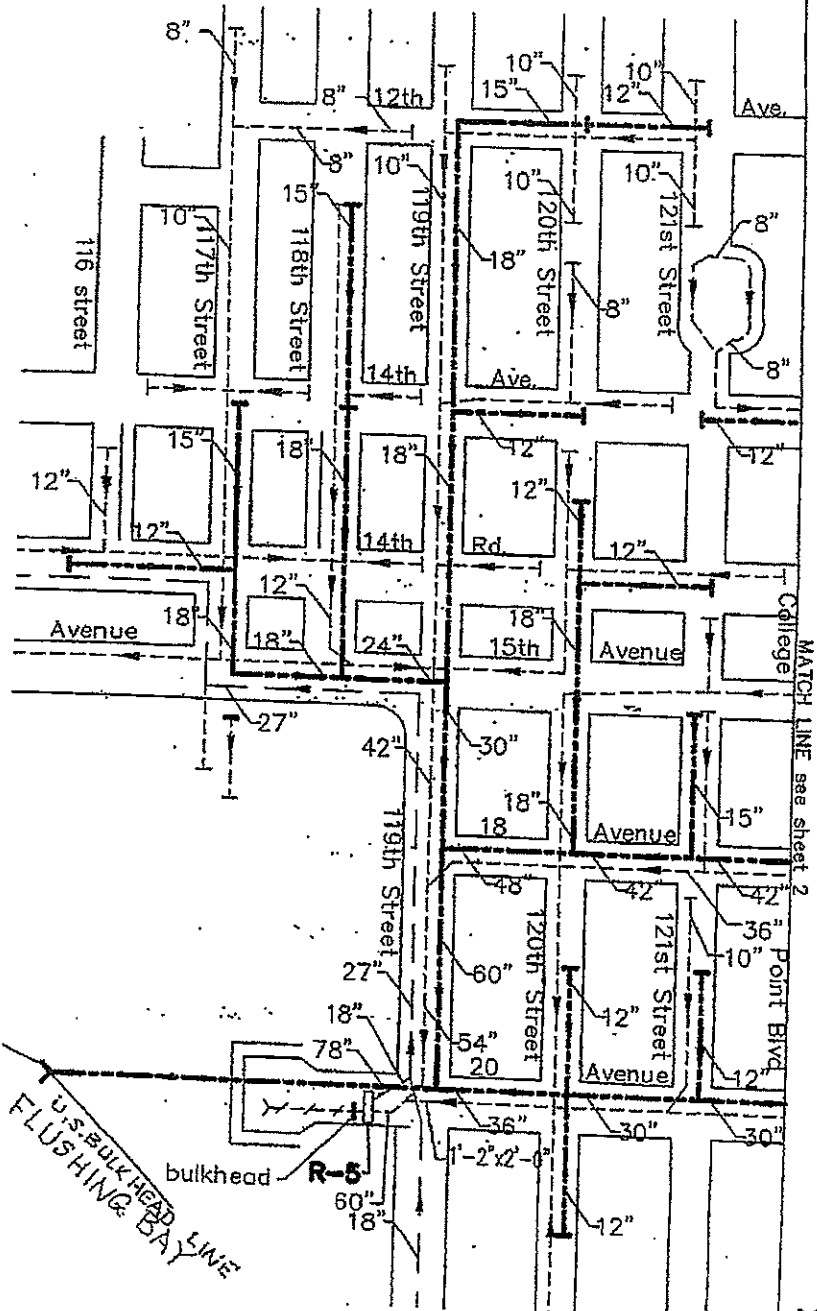 8"
8" 12th
10"
15"
10"
12"
10"
Ave.
8"
10"
15"
10"
119th Street
10"
120th Street
10"
121st Street
8"
116 street
10"
117th Street
118th Street
18"
8"
8"
14th
Ave.
15"
18"
12"
18"
12"
12"
12"
12"
14th
Rd.
12"
12"
College
MATCH LINE see sheet 2
Avenue
18"
18"
24"
15th
18"
Avenue
27"
42"
30"
119th Street
18"
18
Avenue
15"
48"
42"
42"
36"
120th Street
121st Street
10"
Point Blvd
60"
27"
12"
18"
54"
78"
20
Avenue
12"
36"
30"
30"
U.S. BULKHEAD LINE
FLUSHING BAY
bulkhead
R-5
1'-2"x2'-6"
60"
18"
12"